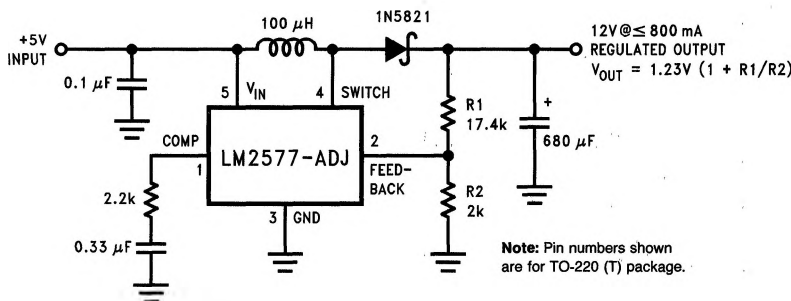 100 µH
1N5821
+5V
INPUT
12V @ ≤ 800 mA
REGULATED OUTPUT
VOUT = 1.23V (1 + R1/R2)
0.1 µF
5
VIN
4
SWITCH
R1
17.4k
+
680 µF
COMP
1
LM2577-ADJ
2
FEED-
BACK
2.2k
R2
2k
3
GND
0.33 µF
Note: Pin numbers shown
are for TO-220 (T) package.